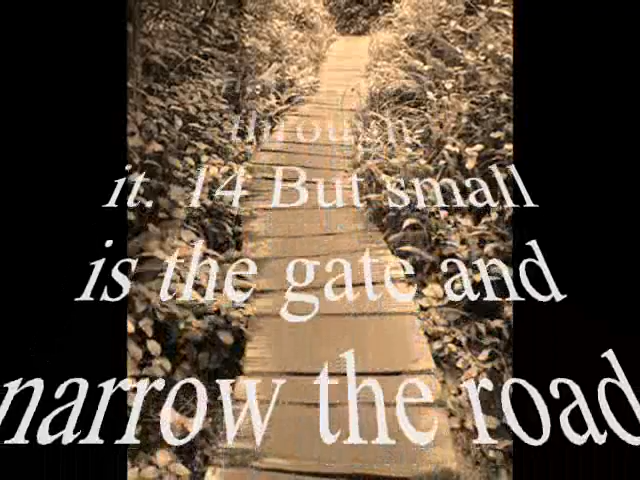 through
it. 14 But small
is the gate and
narrow the road